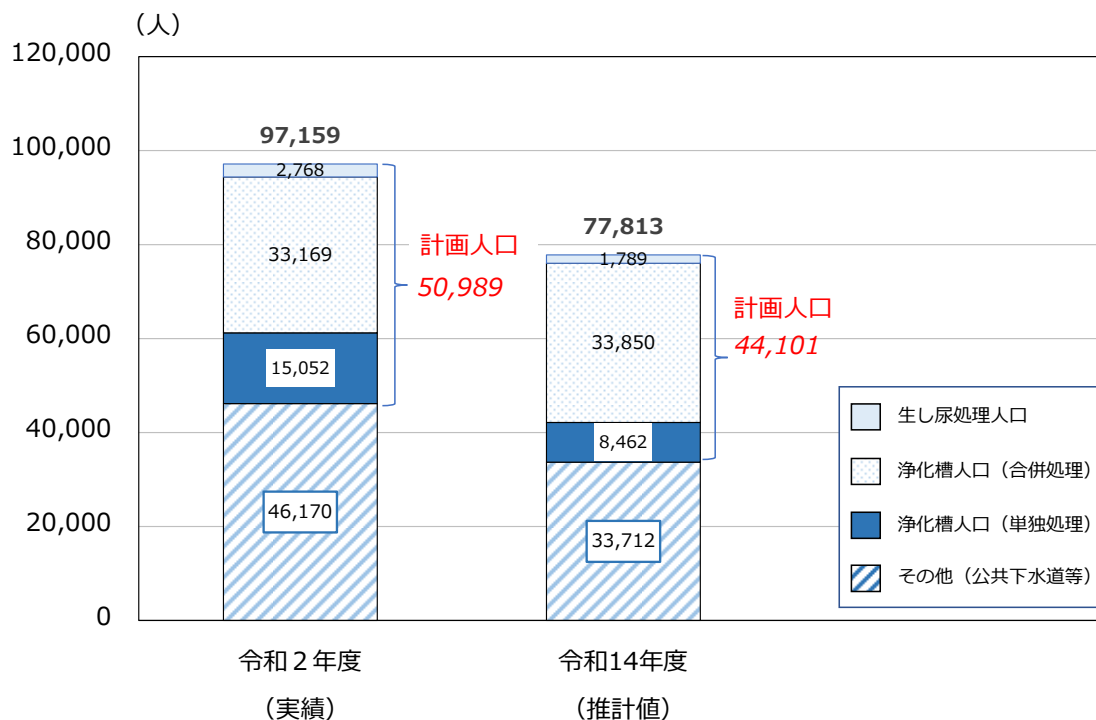 （人）
120,000
100,000
80,000
60,000
40,000
20,000
0
97,159
2,768
33,169
15,052
46,170
計画人口
50,989
77,813
1,789
33,850
8,462
33,712
計画人口
44,101
生し尿処理人口
浄化槽人口（合併処理）
浄化槽人口（単独処理）
その他（公共下水道等）
令和２年度
（実績）
令和14年度
（推計値）